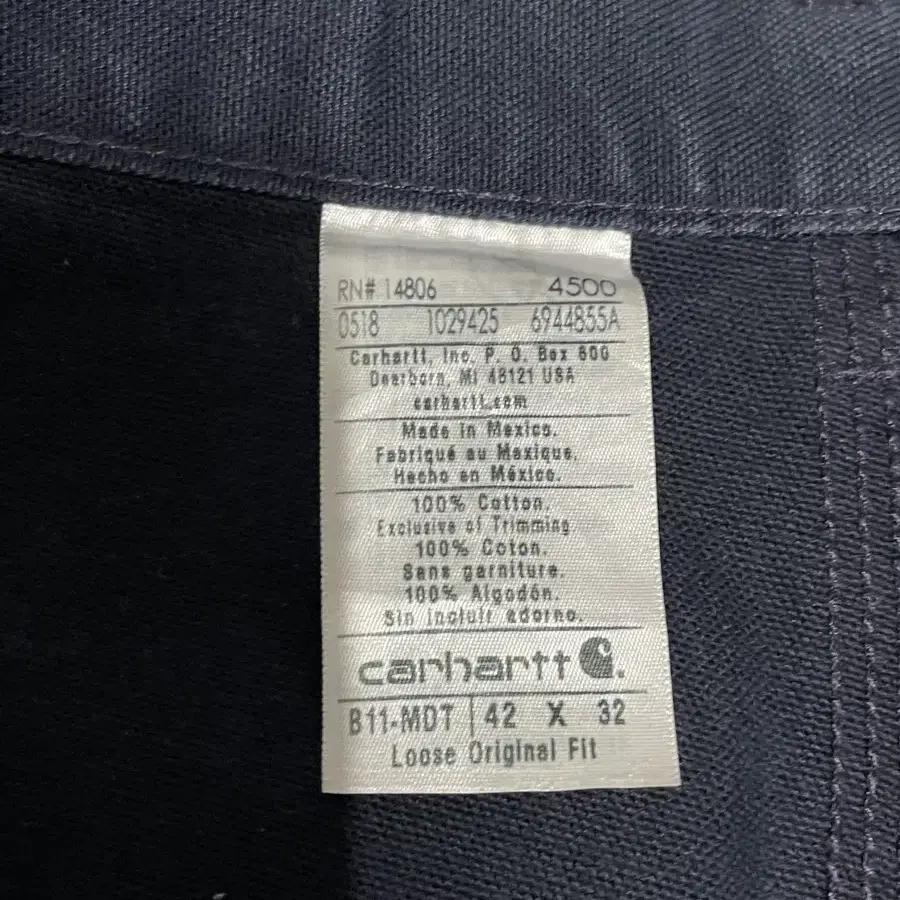 RN# 14806 4500
0518 1029425 6944855A
Carhartt, Inc. P. O. Box 600
Dearborn, MI 48121 USA
carhartt.com
Made in Mexico.
Fabriqué au Mexique.
Hecho en México.
100% Cotton.
Exclusive of Trimming
100% Coton.
Sans garniture.
100% Algodón.
Sin incluir adorno.
carhartt
B11-MDT 42 X 32
Loose Original Fit